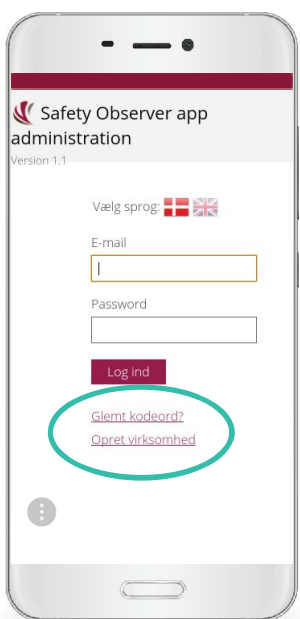 Safety Observer app
administration
Version 1.1
Vælg sprog:
E-mail
Password
Log ind
Glemt kodeord?
Opret virksomhed